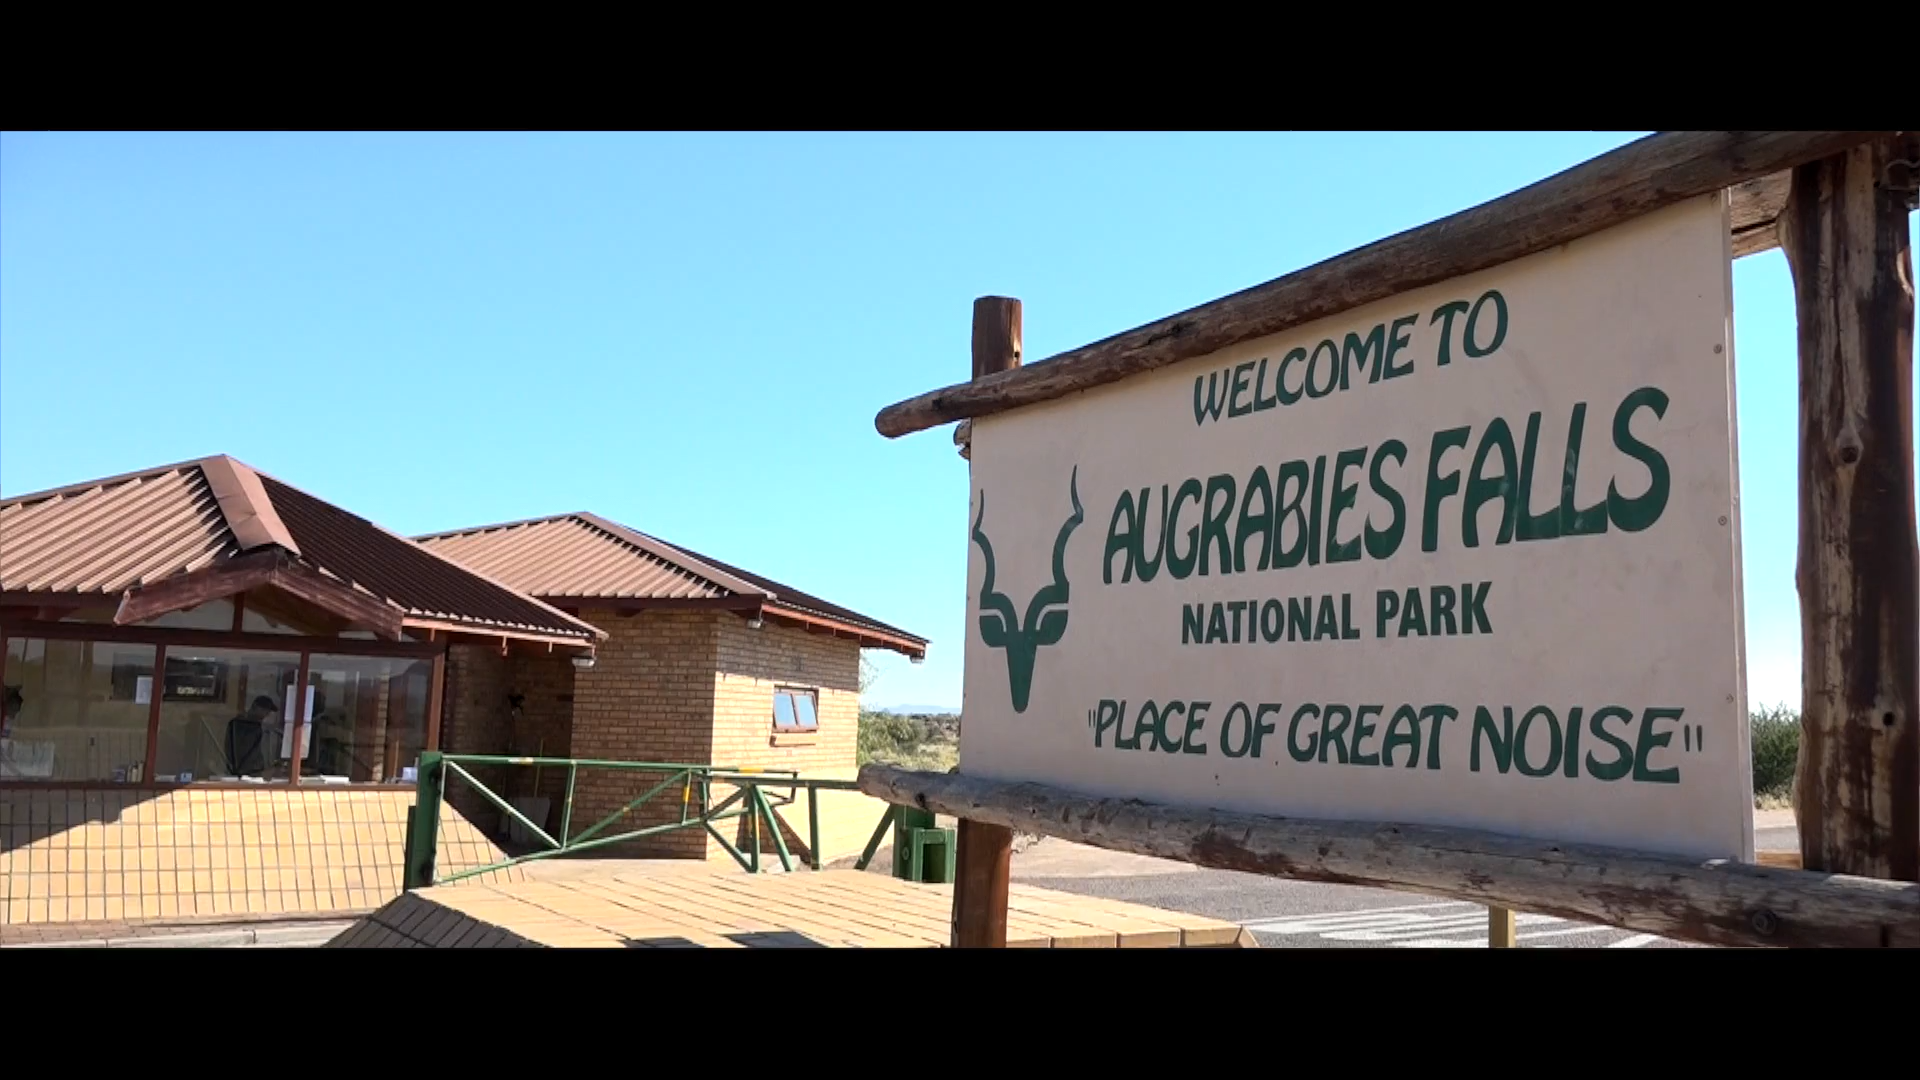 WELCOME TO
AUGRABIES FALLS
NATIONAL PARK
"PLACE OF GREAT NOISE"